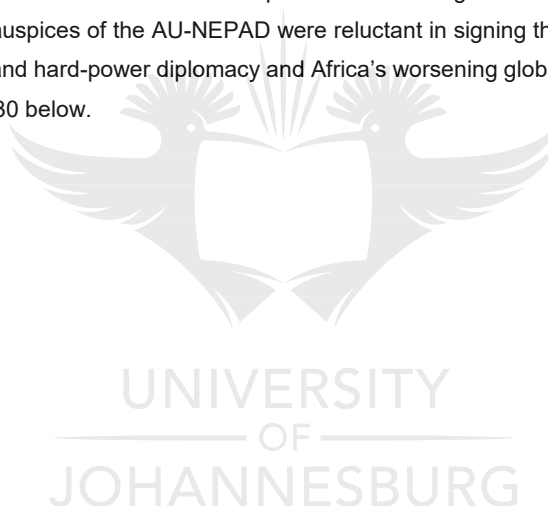 auspices of the AU-NEPAD were reluctant in signing th
and hard-power diplomacy and Africa's worsening glob
30 below.
UNIVERSITY
OF
JOHANNESBURG